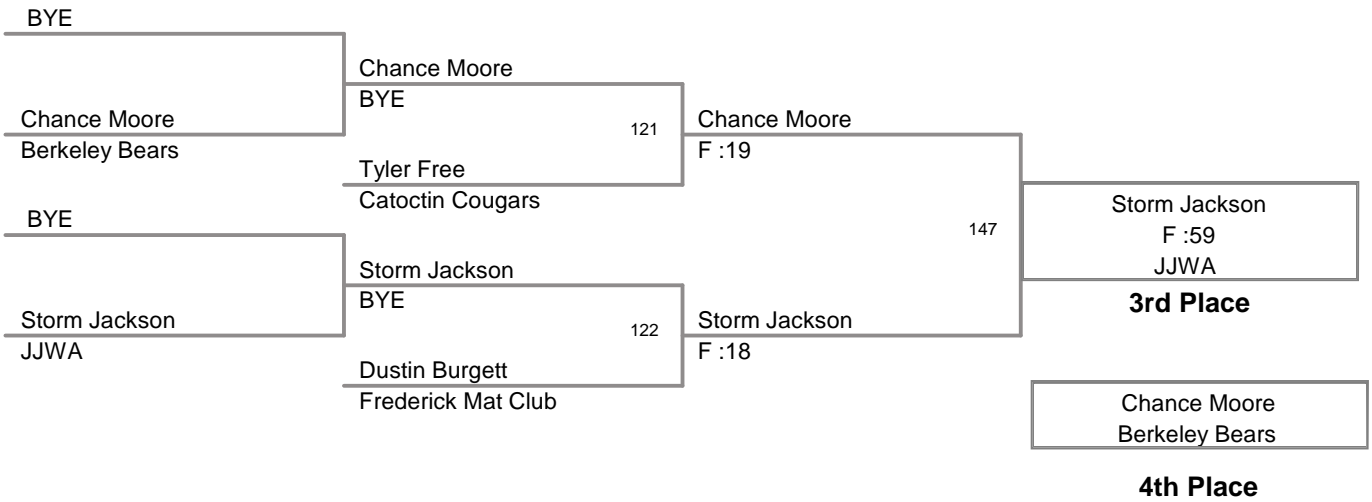 BYE
Chance Moore
BYE
Chance Moore
Berkeley Bears
121
Chance Moore
F :19
Tyler Free
Catoctin Cougars
BYE
147
Storm Jackson
F :59
JJWA
3rd Place
Storm Jackson
BYE
Storm Jackson
JJWA
122
Storm Jackson
F :18
Dustin Burgett
Frederick Mat Club
Chance Moore
Berkeley Bears
4th Place